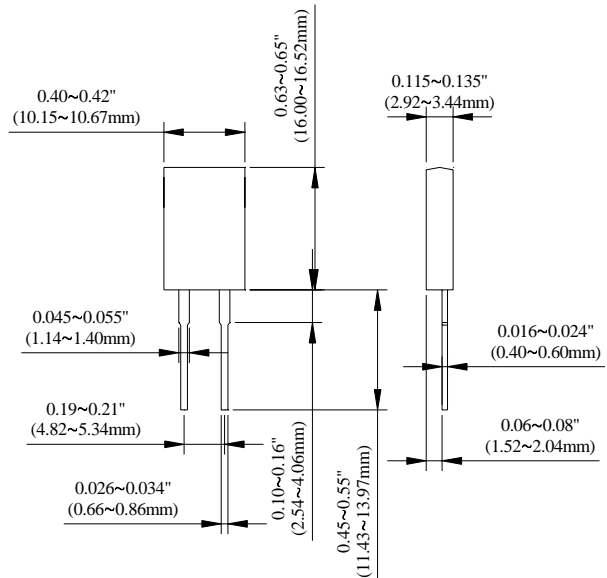 0.40~0.42"
(10.15~10.67mm)
0.63~0.65"
(16.00~16.52mm)
0.115~0.135"
(2.92~3.44mm)
0.045~0.055"
(1.14~1.40mm)
0.016~0.024"
(0.40~0.60mm)
0.19~0.21"
(4.82~5.34mm)
0.10~0.16"
(2.54~4.06mm)
0.45~0.55"
(11.43~13.97mm)
0.06~0.08"
(1.52~2.04mm)
0.026~0.034"
(0.66~0.86mm)